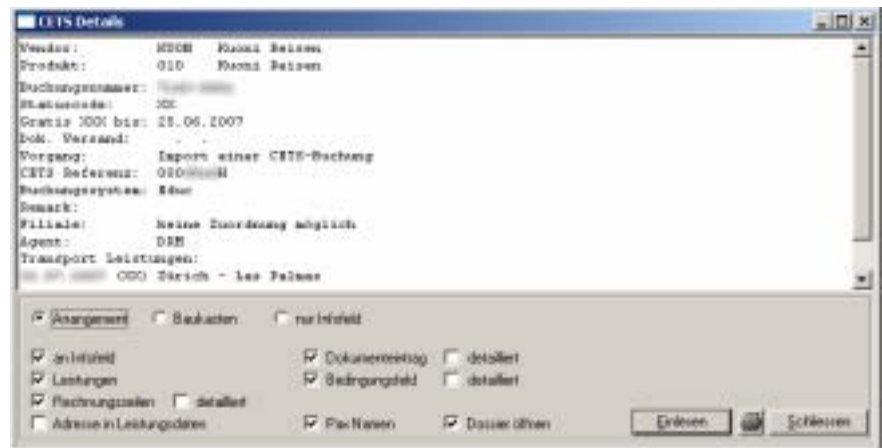 CETS Details
Vendor: Kuoni Reisen
Produkt: 010 Kuoni Reisen
Buchungsnummer:
Statuscode: XX
Gratis XXX bis: 28.06.2007
Dok. Versand: . .
Vorgang: Import einer CETS-Buchung
CETS Referenz:
Buchungssystem: Educ
Remark:
Filiale: keine Zuordnung möglich
Agent: DRM
Transport Leistungen:
Zürich - Las Palmas
Arrangement Baukasten nur Infofeld
an Infofeld Dokumenteintrag detailliert
Leistungen Bedingungsfeld detailliert
Rechnungszeilen detailliert
Adresse in Leistungsdaten Pax Namen Dossier öffnen Einlesen Schliessen